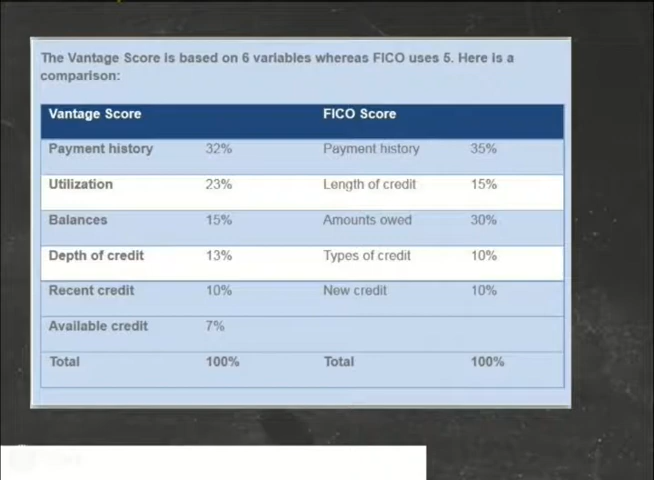 The Vantage Score is based on 6 variables whereas FICO uses 5. Here is a
comparison:
Vantage Score FICO Score
Payment history 32% Payment history 35%
Utilization 23% Length of credit 15%
Balances 15% Amounts owed 30%
Depth of credit 13% Types of credit 10%
Recent credit 10% New credit 10%
Available credit 7%
Total 100% Total 100%